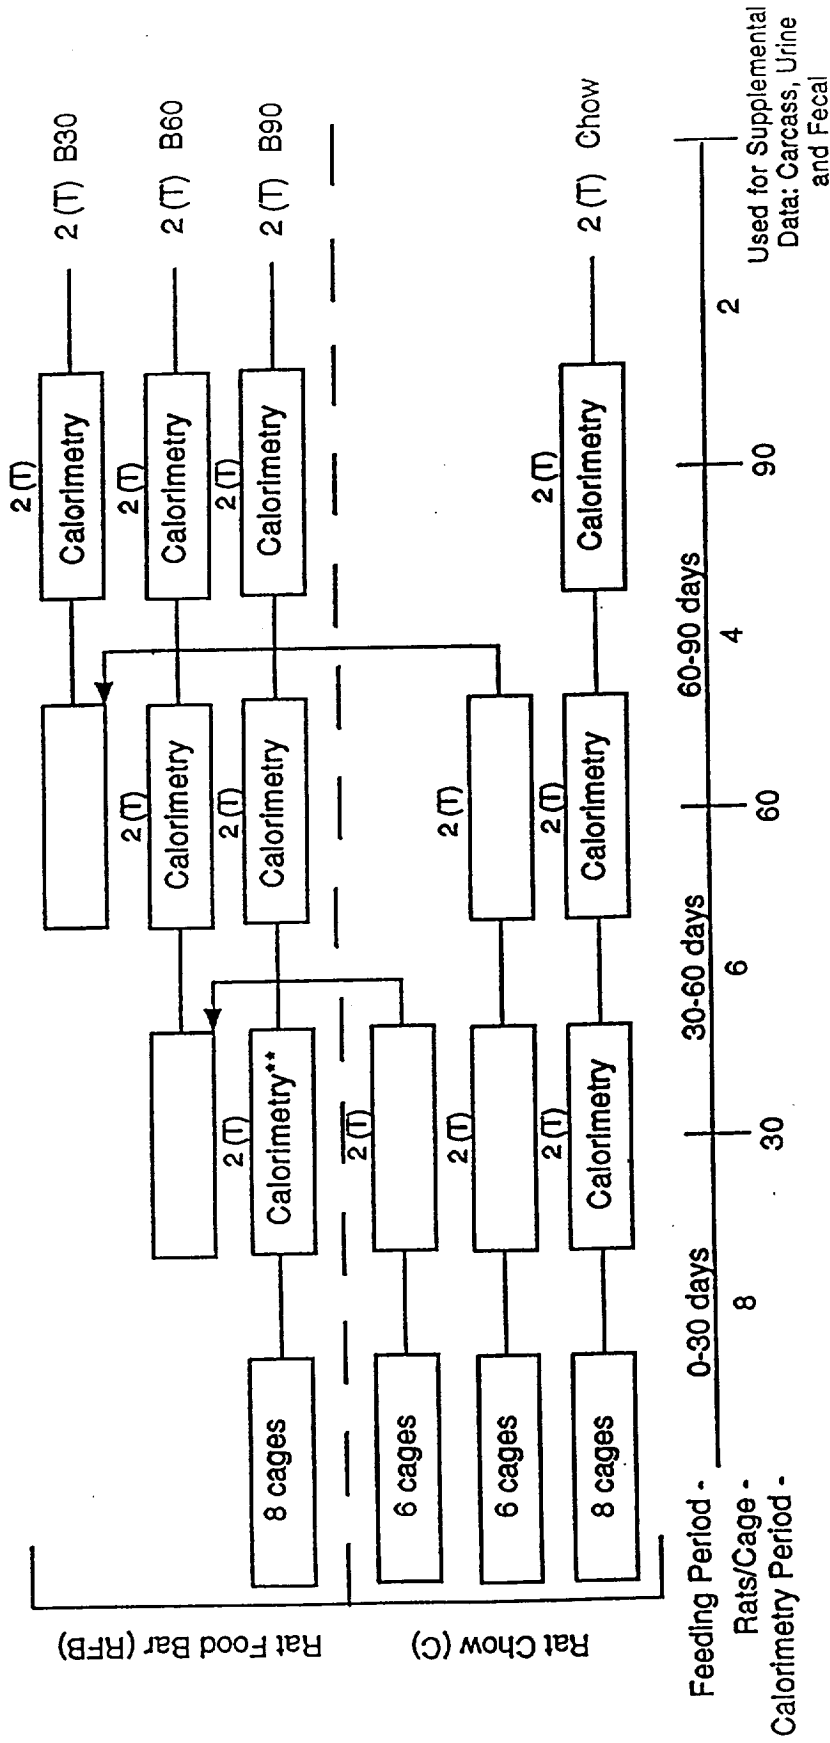 Rat Food Bar (RFB)
2 (T)
Calorimetry
2 (T) B30
2 (T)
Calorimetry
2 (T)
Calorimetry
2 (T) B60
8 cages
2 (T)
Calorimetry**
2 (T)
Calorimetry
2 (T)
Calorimetry
2 (T) B90
Rat Chow (C)
6 cages
2 (T)
6 cages
2 (T)
2 (T)
8 cages
2 (T)
Calorimetry
2 (T)
Calorimetry
2 (T)
Calorimetry
2 (T) Chow
Feeding Period - 0-30 days 30-60 days 60-90 days
Rats/Cage - 8 6 4 2
Calorimetry Period - 30 60 90
Used for Supplemental
Data: Carcass, Urine
and Fecal